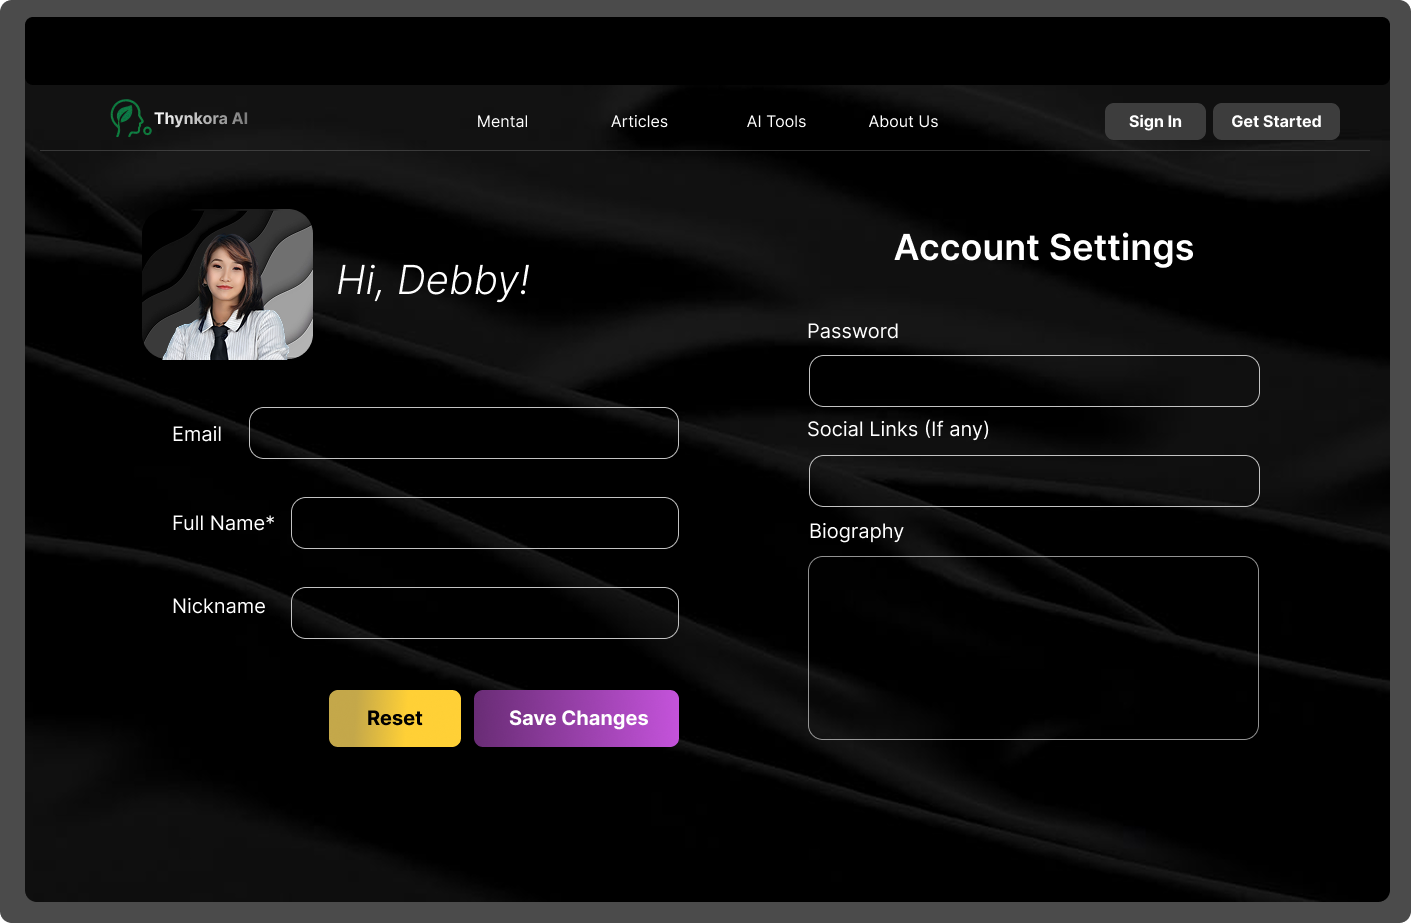 Thynkora AI
Mental
Articles
AI Tools
About Us
Sign In
Get Started
Hi, Debby!
Email
Full Name*
Nickname
Reset
Save Changes
Account Settings
Password
Social Links (If any)
Biography